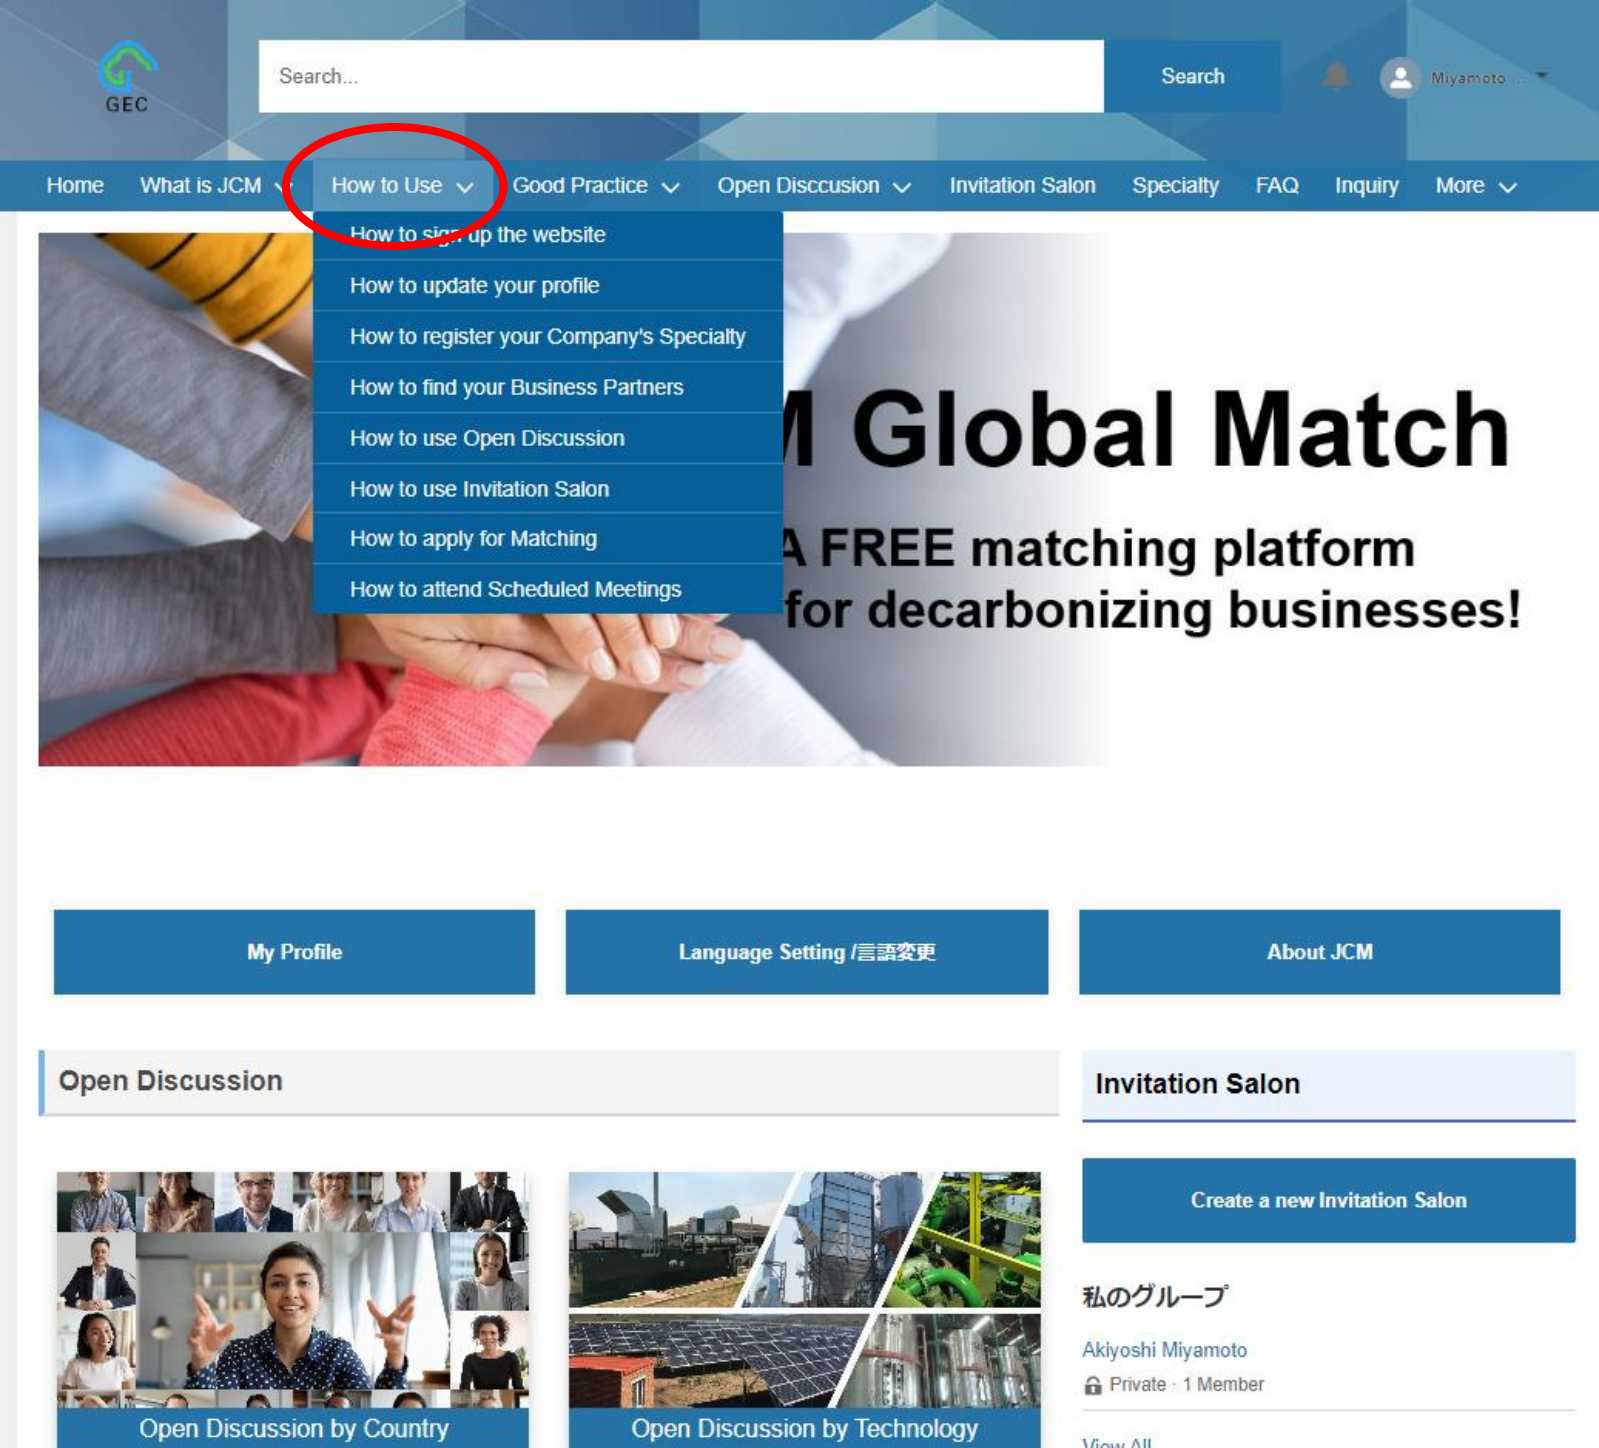 GEC
Search...
Search
Miyamoto ...
Home
What is JCM
How to Use
Good Practice
Open Disccusion
Invitation Salon
Specialty
FAQ
Inquiry
More
How to sign up the website
How to update your profile
How to register your Company's Specialty
How to find your Business Partners
How to use Open Discussion
How to use Invitation Salon
How to apply for Matching
How to attend Scheduled Meetings
M Global Match
A FREE matching platform
for decarbonizing businesses!
My Profile
Language Setting /言語変更
About JCM
Open Discussion
Open Discussion by Country
Open Discussion by Technology
Invitation Salon
Create a new Invitation Salon
私のグループ
Akiyoshi Miyamoto
Private · 1 Member
View All